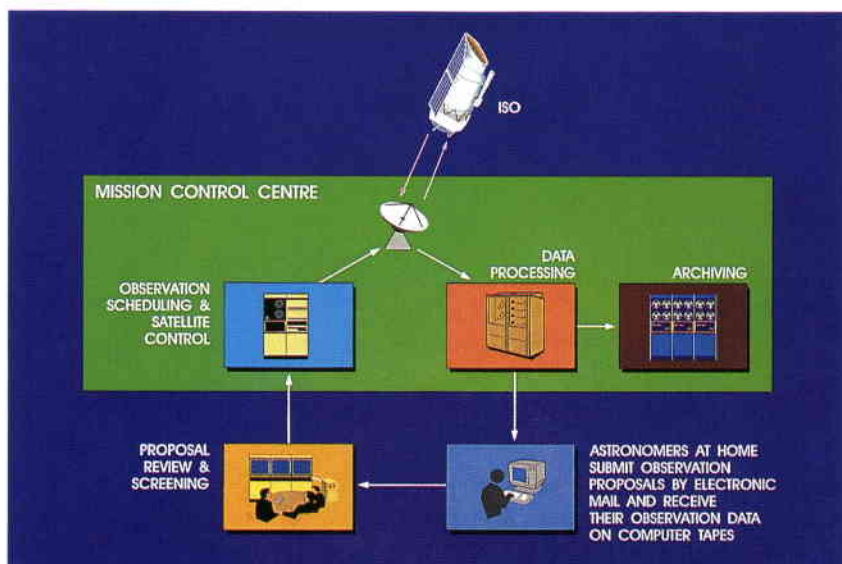 ISO
MISSION CONTROL CENTRE
OBSERVATION
SCHEDULING &
SATELLITE
CONTROL
DATA
PROCESSING
ARCHIVING
PROPOSAL
REVIEW &
SCREENING
ASTRONOMERS AT HOME
SUBMIT OBSERVATION
PROPOSALS BY ELECTRONIC
MAIL AND RECEIVE
THEIR OBSERVATION DATA
ON COMPUTER TAPES